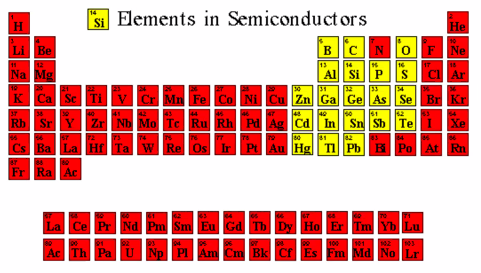 14
Si Elements in Semiconductors
1 2
H He
3 4 5 6 7 8 9 10
Li Be B C N O F Ne
11 12 13 14 15 16 17 18
Na Mg Al Si P S Cl Ar
19 20 21 22 23 24 25 26 27 28 29 30 31 32 33 34 35 36
K Ca Sc Ti V Cr Mn Fe Co Ni Cu Zn Ga Ge As Se Br Kr
37 38 39 40 41 42 43 44 45 46 47 48 49 50 51 52 53 54
Rb Sr Y Zr Nb Mo Tc Ru Rh Pd Ag Cd In Sn Sb Te I Xe
55 56 57 72 73 74 75 76 77 78 79 80 81 82 83 84 85 86
Cs Ba La Hf Ta W Re Os Ir Pt Au Hg Tl Pb Bi Po At Rn
87 88 89
Fr Ra Ac
57 58 59 60 61 62 63 64 65 66 67 68 69 70 71
La Ce Pr Nd Pm Sm Eu Gd Tb Dy Ho Er Tm Yb Lu
89 90 91 92 93 94 95 96 97 98 99 100 101 102 103
Ac Th Pa U Np Pl Am Cm Bk Cf Es Fm Md No Lr